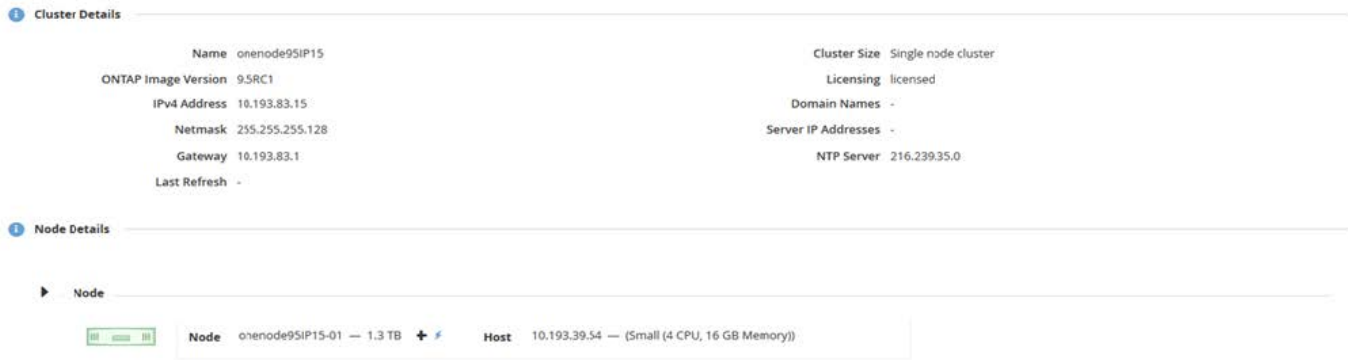 Cluster Details
Name onenode95IP15
Cluster Size Single node cluster
ONTAP Image Version 9.5RC1
Licensing licensed
IPv4 Address 10.193.83.15
Domain Names -
Netmask 255.255.255.128
Server IP Addresses -
Gateway 10.193.83.1
NTP Server 216.239.35.0
Last Refresh -
Node Details
Node
Node onenode95IP15-01 — 1.3 TB + Host 10.193.39.54 — (Small (4 CPU, 16 GB Memory))